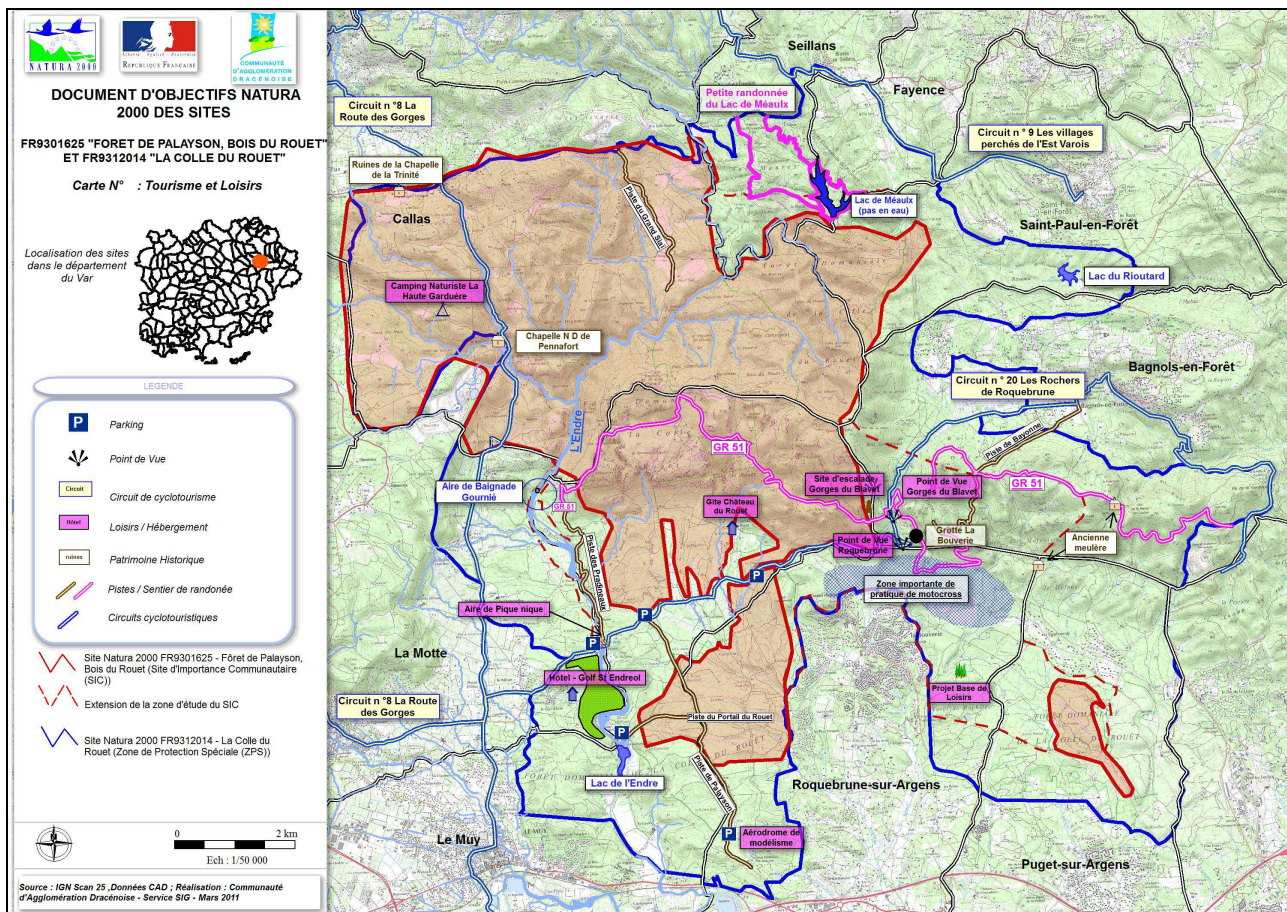 NATURA 2000
Liberté • Égalité • Fraternité
RÉPUBLIQUE FRANÇAISE
COMMUNAUTÉ
D'AGGLOMÉRATION
DRACÉNOISE
DOCUMENT D'OBJECTIFS NATURA
2000 DES SITES
FR9301625 "FORET DE PALAYSON, BOIS DU ROUET"
ET FR9312014 "LA COLLE DU ROUET"
Carte N° : Tourisme et Loisirs
Localisation des sites
dans le département
du Var
LEGENDE
P
Parking
Point de Vue
Circuit
Circuit de cyclotourisme
Hôtel
Loisirs / Hébergement
ruines
Patrimoine Historique
Pistes / Sentier de randonée
Circuits cyclotouristiques
Site Natura 2000 FR9301625 - Fôret de Palayson,
Bois du Rouet (Site d'Importance Communautaire
(SIC))
Extension de la zone d'étude du SIC
Site Natura 2000 FR9312014 - La Colle du
Rouet (Zone de Protection Spéciale (ZPS))
0 2 km
Ech : 1/50 000
Source : IGN Scan 25 ,Données CAD ; Réalisation : Communauté
d'Agglomération Dracénoise - Service SIG - Mars 2011
Seillans
Fayence
Petite randonnée
du Lac de Méaulx
Circuit n °8 La
Route des Gorges
Circuit n ° 9 Les villages
perchés de l'Est Varois
Ruines de la Chapelle
de la Trinité
Piste du Grand Siai
Callas
Lac de Méaulx
(pas en eau)
Saint-Paul-en-Forêt
Lac du Rioutard
Camping Naturiste La
Haute Garduère
Chapelle N D de
Pennafort
Bagnols-en-Forêt
Circuit n ° 20 Les Rochers
de Roquebrune
L'Endre
Piste de Bayonne
GR 51
Site d'escalade
Gorges du Blavet
Point de Vue
Gorges du Blavet
GR 51
Aire de Baignade
Gournié
GR 51
Gite Château
du Rouet
Point de Vue
Roquebrune
Grotte La
Bouverie
Ancienne
meulère
Piste des Pradineaux
P
Zone importante de
pratique de motocross
Aire de Pique nique
P
P
La Motte
Hotel - Golf St Endreol
Projet Base de
Loisirs
Circuit n°8 La Route
des Gorges
Piste du Portail du Rouet
P
Piste de Palayson
Lac de l'Endre
Roquebrune-sur-Argens
Le Muy
P
Aérodrome de
modélisme
Puget-sur-Argens